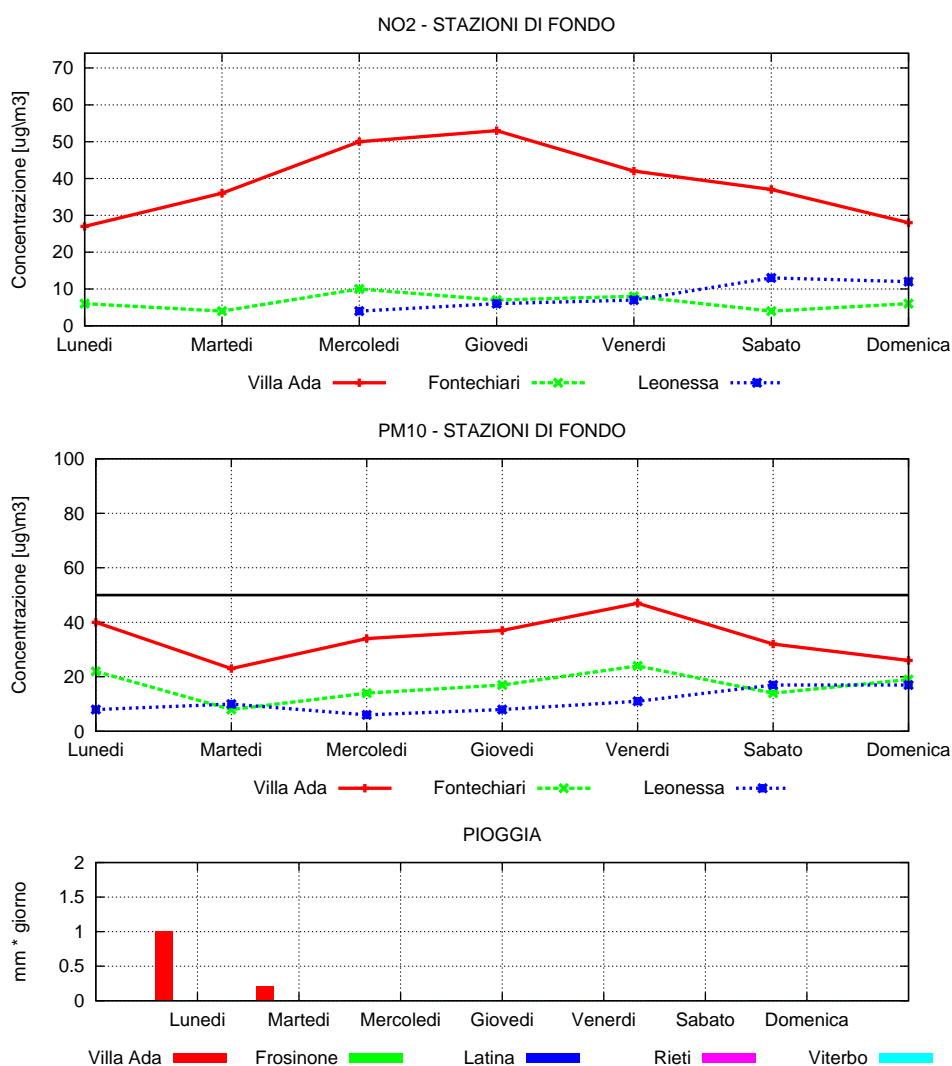 NO2 - STAZIONI DI FONDO
Concentrazione [ug\m3]
70
60
50
40
30
20
10
0
Lunedi Martedi Mercoledi Giovedi Venerdi Sabato Domenica
Villa Ada Fontechiari Leonessa
PM10 - STAZIONI DI FONDO
Concentrazione [ug\m3]
100
80
60
40
20
0
Lunedi Martedi Mercoledi Giovedi Venerdi Sabato Domenica
Villa Ada Fontechiari Leonessa
PIOGGIA
mm * giorno
2
1.5
1
0.5
0
Lunedi Martedi Mercoledi Giovedi Venerdi Sabato Domenica
Villa Ada Frosinone Latina Rieti Viterbo